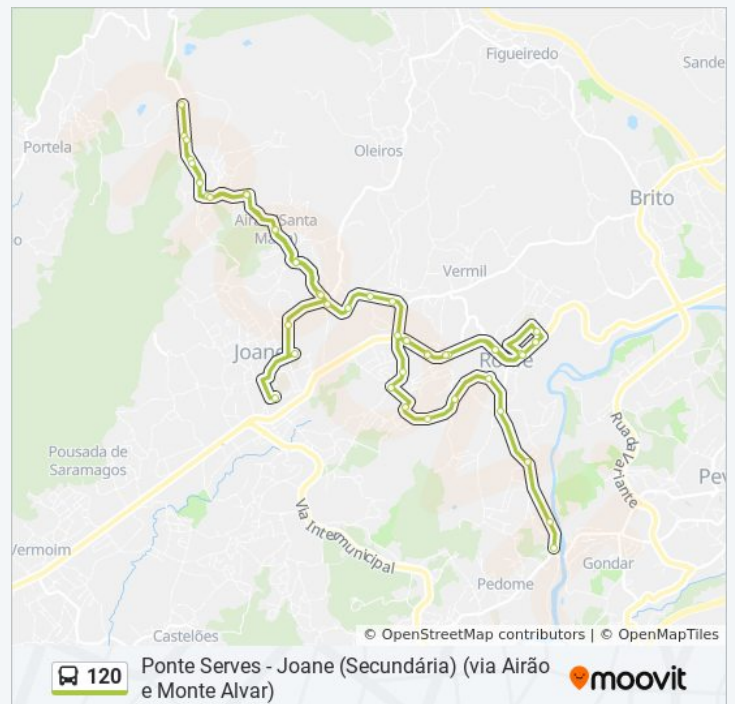 Figueiredo
Sande
Portela
Oleiros
Brito
o
Vermil
Joane
Rua da Variante
Pousada de
Saramagos
Pev
Via Intermunicipal
Vermoim
Gondar
Pedome
Castelões
© OpenStreetMap contributors | © OpenMapTiles
120
Ponte Serves - Joane (Secundária) (via Airão
e Monte Alvar)
moovit